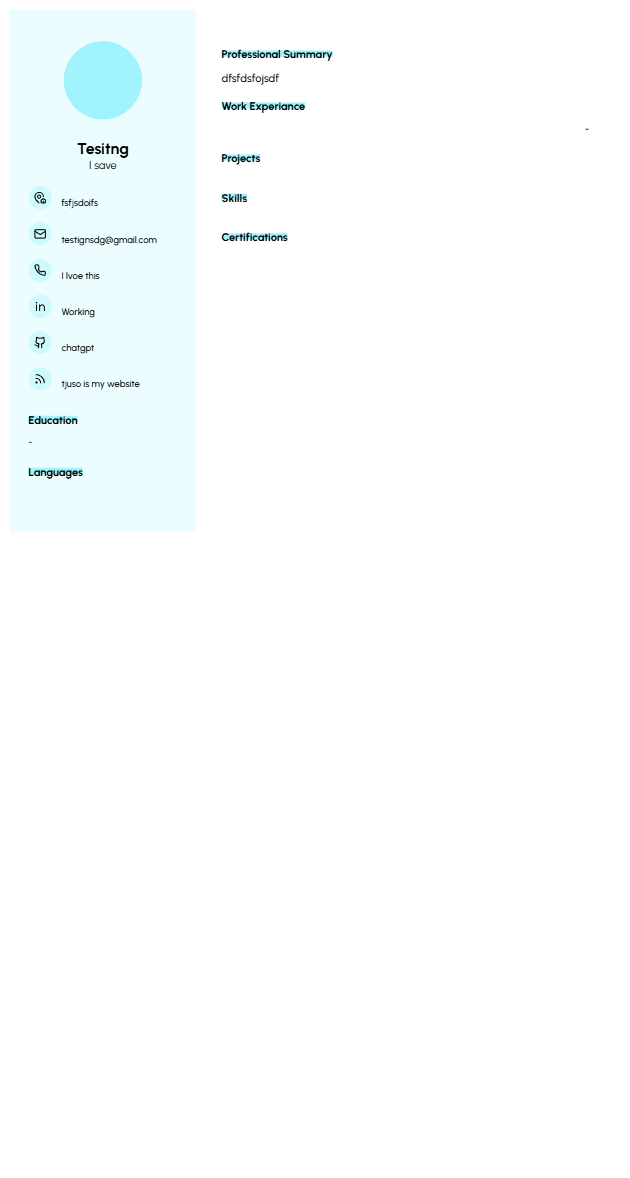 Tesitng
I save
fsfjsdoifs
testignsdg@gmail.com
I lvoe this
in
Working
chatgpt
tjuso is my website
Education
-
Languages
Professional Summary
dfsfdsfojsdf
Work Experiance
-
Projects
Skills
Certifications